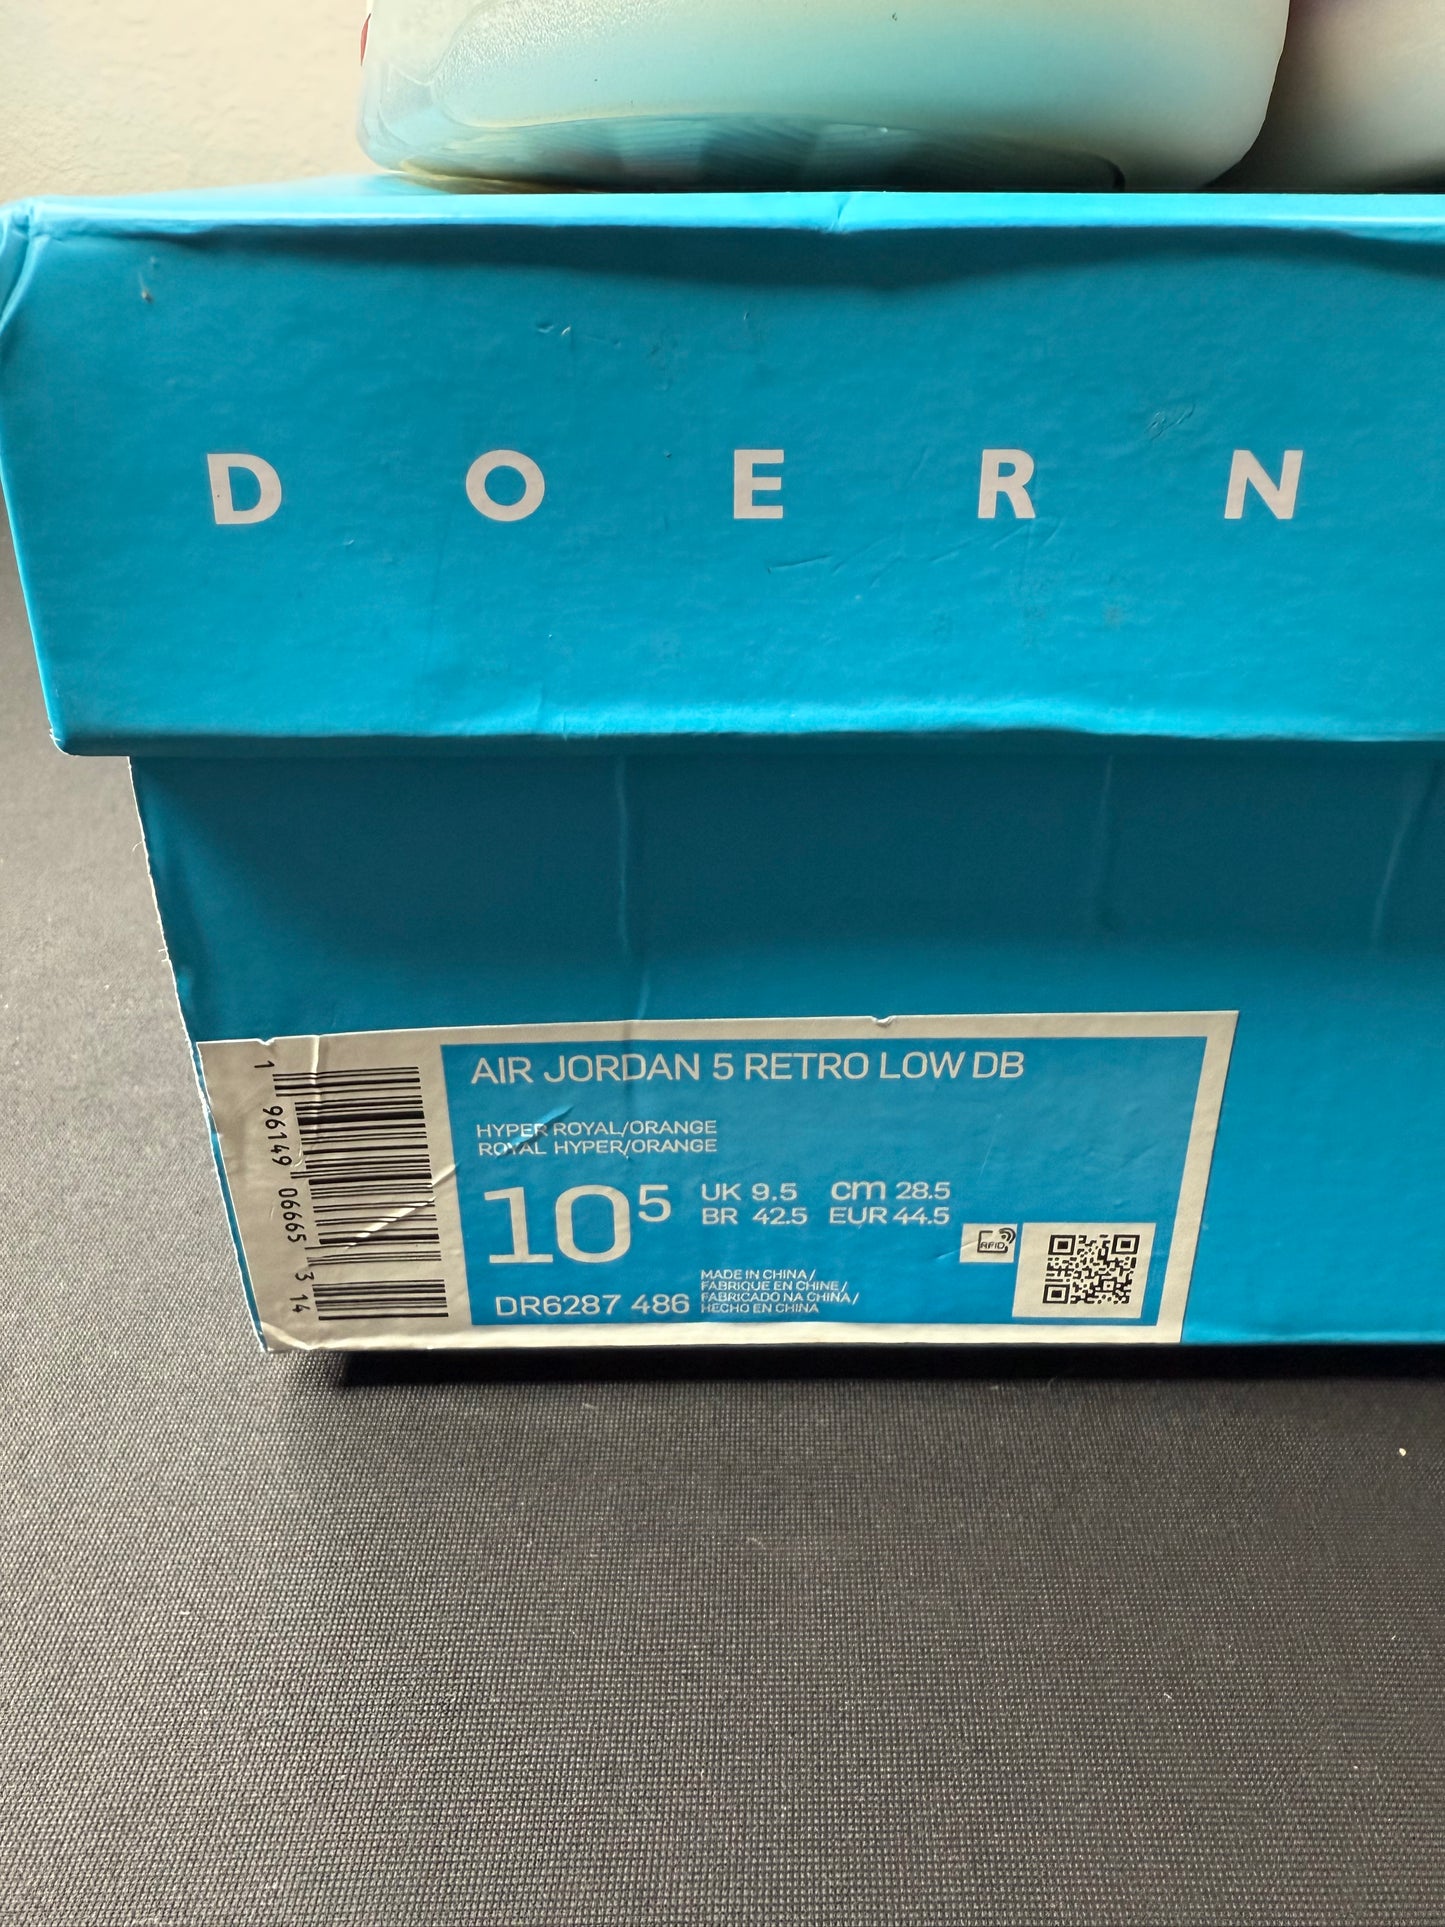 D O E R N
AIR JORDAN 5 RETRO LOW DB
HYPER ROYAL/ORANGE
ROYAL HYPER/ORANGE
10 5
UK 9.5 cm 28.5
BR 42.5 EUR 44.5
RFID
DR6287 486
MADE IN CHINA/
FABRIQUE EN CHINE/
FABRICADO NA CHINA/
HECHO EN CHINA
1 96149 06665 3 14